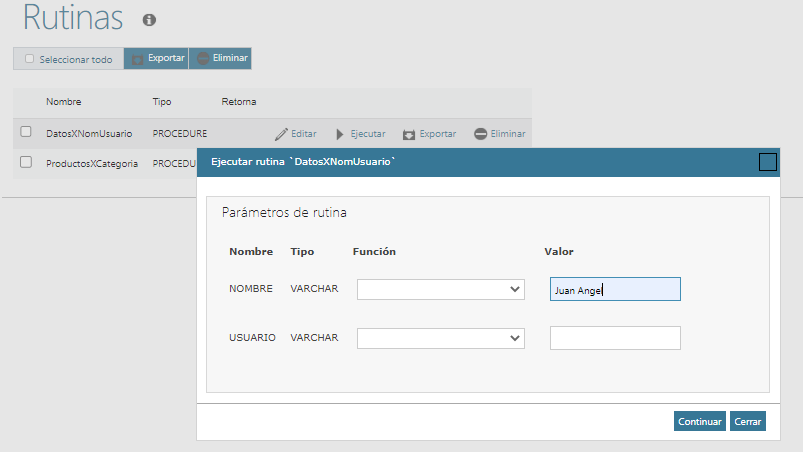 Rutinas
Seleccionar todo Exportar Eliminar
Nombre Tipo Retorna
DatosXNomUsuario PROCEDURE Editar Ejecutar Exportar Eliminar
ProductosXCategoria PROCEDU
Ejecutar rutina `DatosXNomUsuario`
Parámetros de rutina
Nombre Tipo Función Valor
NOMBRE VARCHAR Juan Angel
USUARIO VARCHAR
Continuar Cerrar